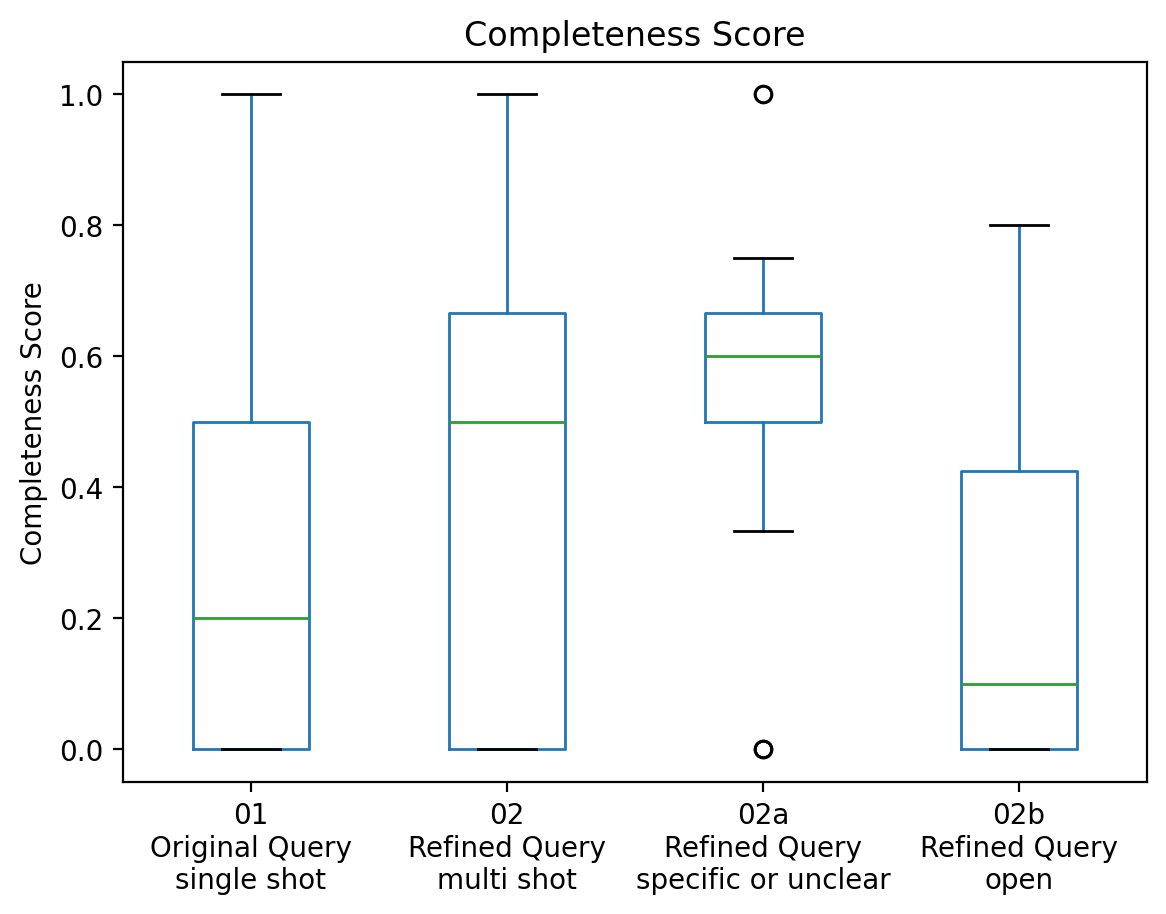 Completeness Score
Completeness Score
1.0
0.8
0.6
0.4
0.2
0.0
01
Original Query
single shot
02
Refined Query
multi shot
02a
Refined Query
specific or unclear
02b
Refined Query
open